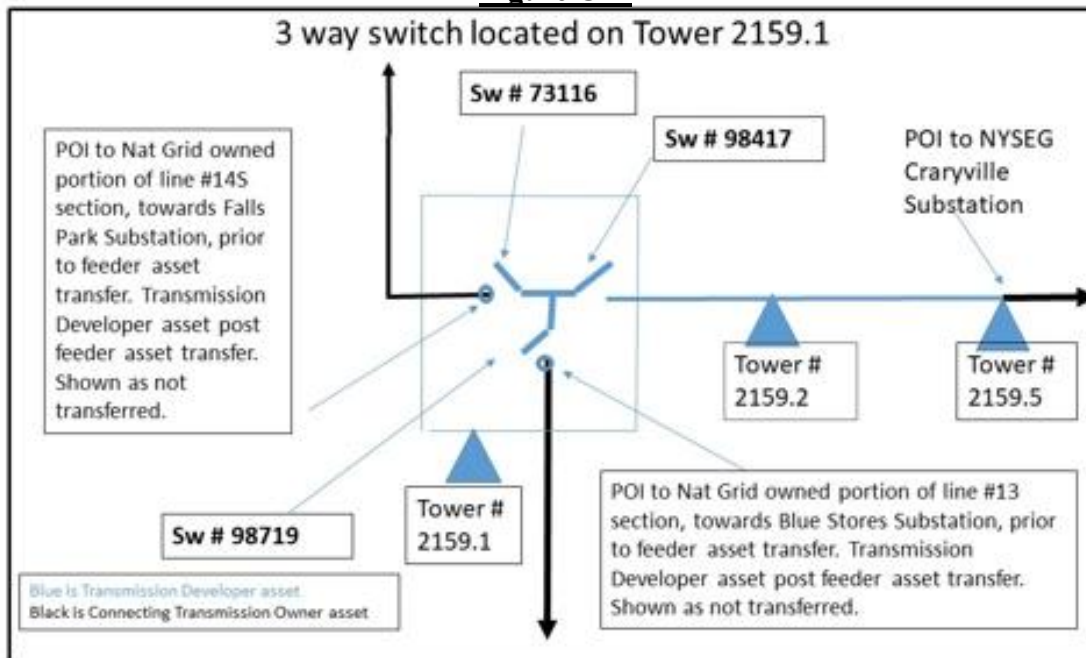 3 way switch located on Tower 2159.1
Sw # 73116
Sw # 98417
POI to NYSEG
Craryville
Substation
POI to Nat Grid owned
portion of line #14S
section, towards Falls
Park Substation, prior
to feeder asset
transfer. Transmission
Developer asset post
feeder asset transfer.
Shown as not
transferred.
Tower #
2159.2
Tower #
2159.5
Tower #
2159.1
Sw # 98719
POI to Nat Grid owned portion of line #13
section, towards Blue Stores Substation, prior
to feeder asset transfer. Transmission
Developer asset post feeder asset transfer.
Shown as not transferred.
Blue is Transmission Developer asset
Black is Connecting Transmission Owner asset